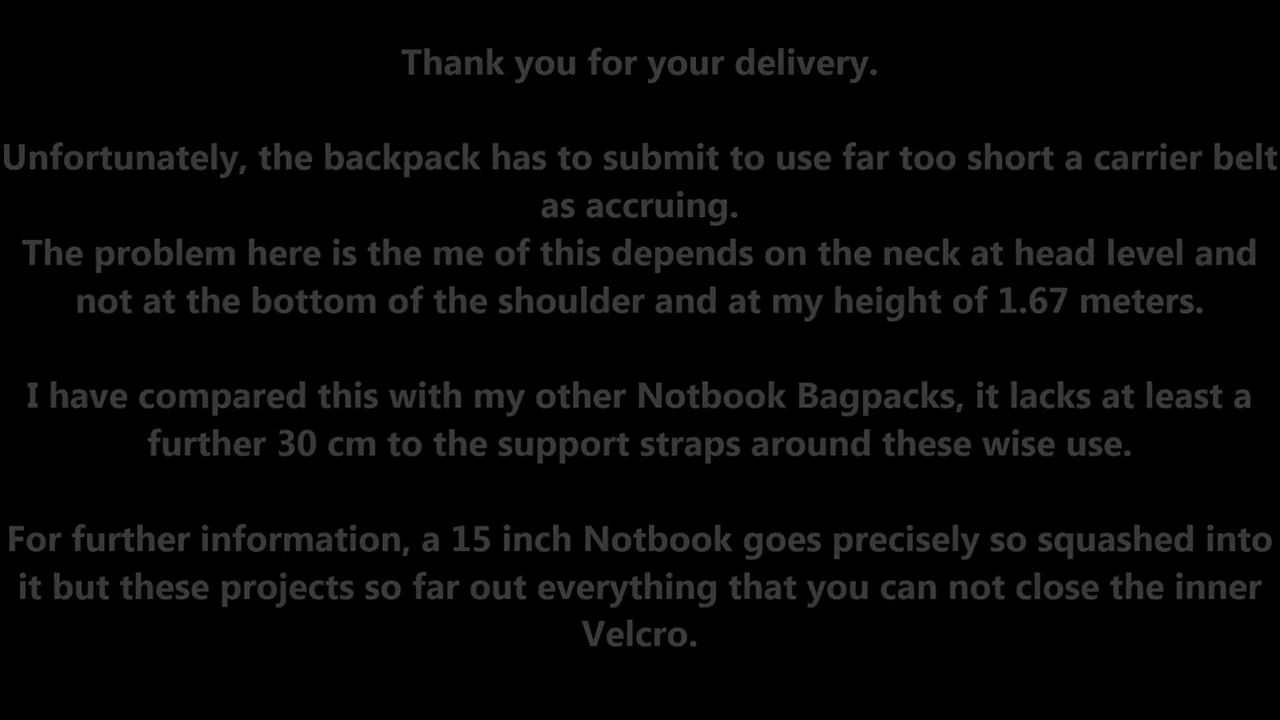 Thank you for your delivery.
Unfortunately, the backpack has to submit to use far too short a carrier belt
as accruing.
The problem here is the me of this depends on the neck at head level and
not at the bottom of the shoulder and at my height of 1.67 meters.
I have compared this with my other Notbook Bagpacks, it lacks at least a
further 30 cm to the support straps around these wise use.
For further information, a 15 inch Notbook goes precisely so squashed into
it but these projects so far out everything that you can not close the inner
Velcro.